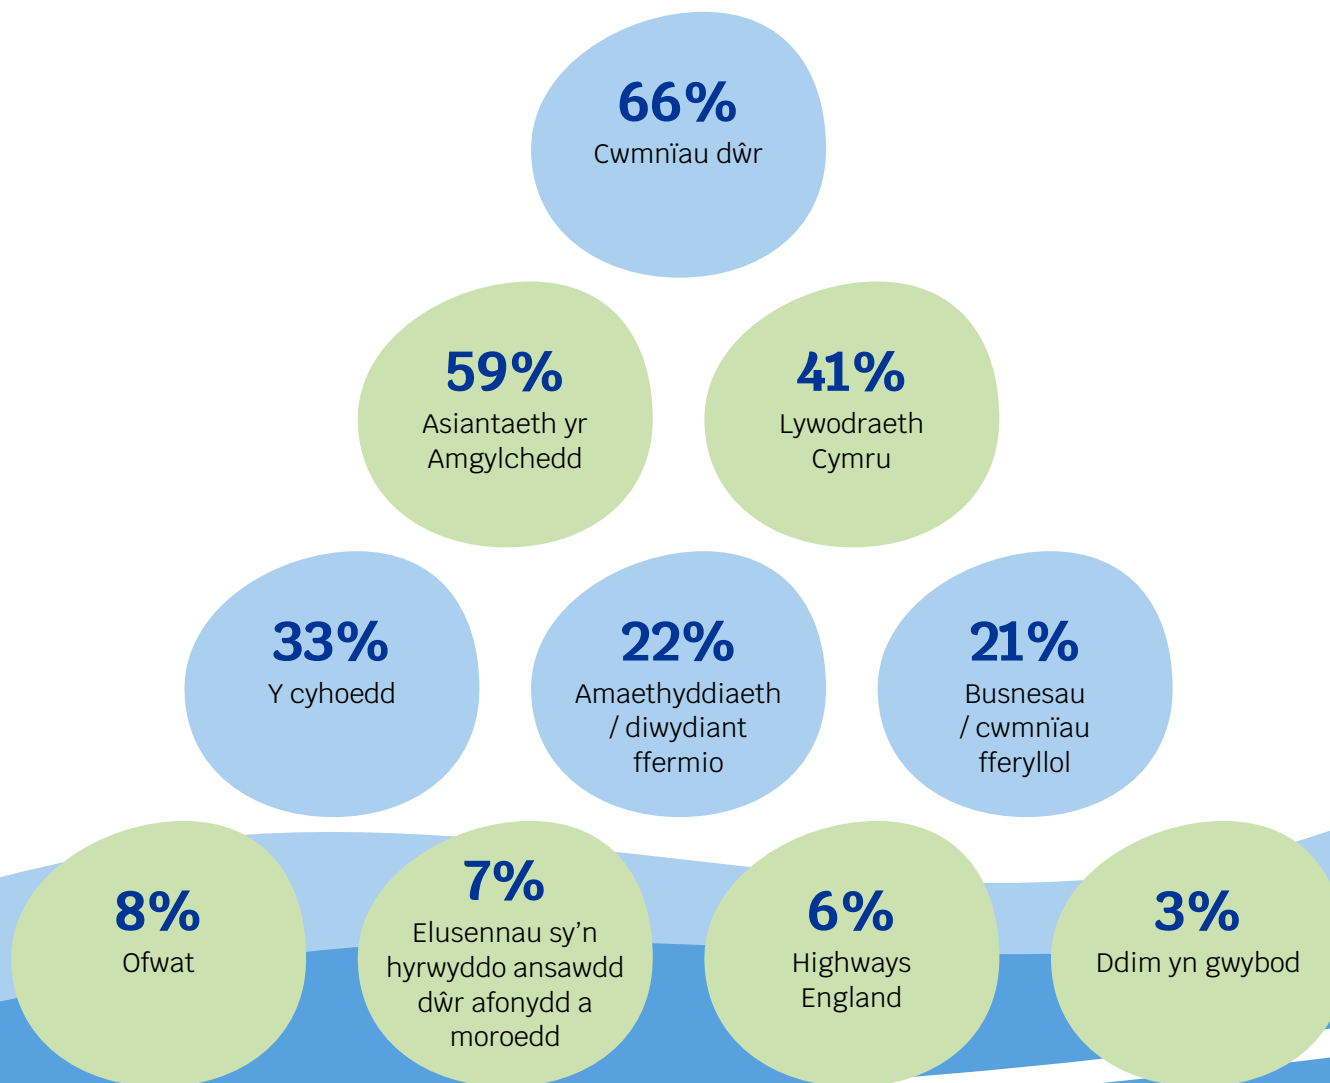 66%
Cwmnïau dŵr
59%
Asiantaeth yr
Amgylchedd
41%
Lywodraeth
Cymru
33%
Y cyhoedd
22%
Amaethyddiaeth
/ diwydiant
ffermio
21%
Busnesau
/ cwmnïau
fferyllol
8%
Ofwat
7%
Elusennau sy’n
hyrwyddo ansawdd
dŵr afonydd a
moroedd
6%
Highways
England
3%
Ddim yn gwybod